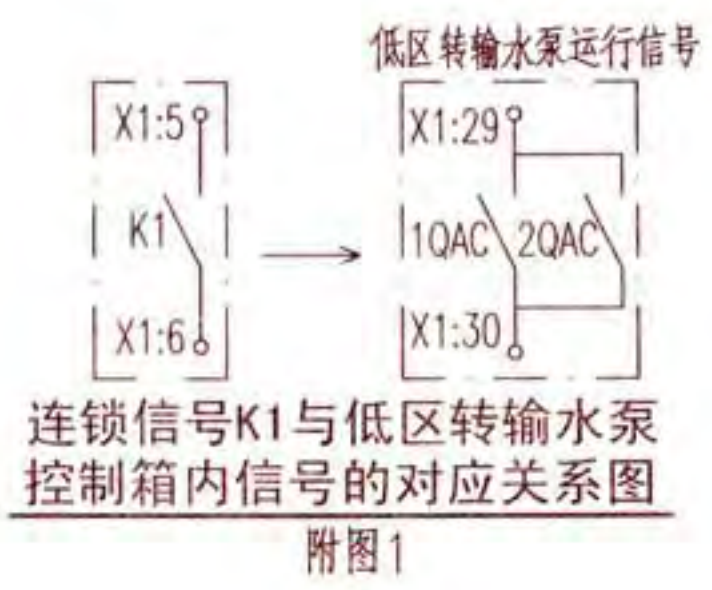 低区转输水泵运行信号
X1:5
X1:29
K1
1QAC
2QAC
X1:6
X1:30
连锁信号K1与低区转输水泵
控制箱内信号的对应关系图
附图1